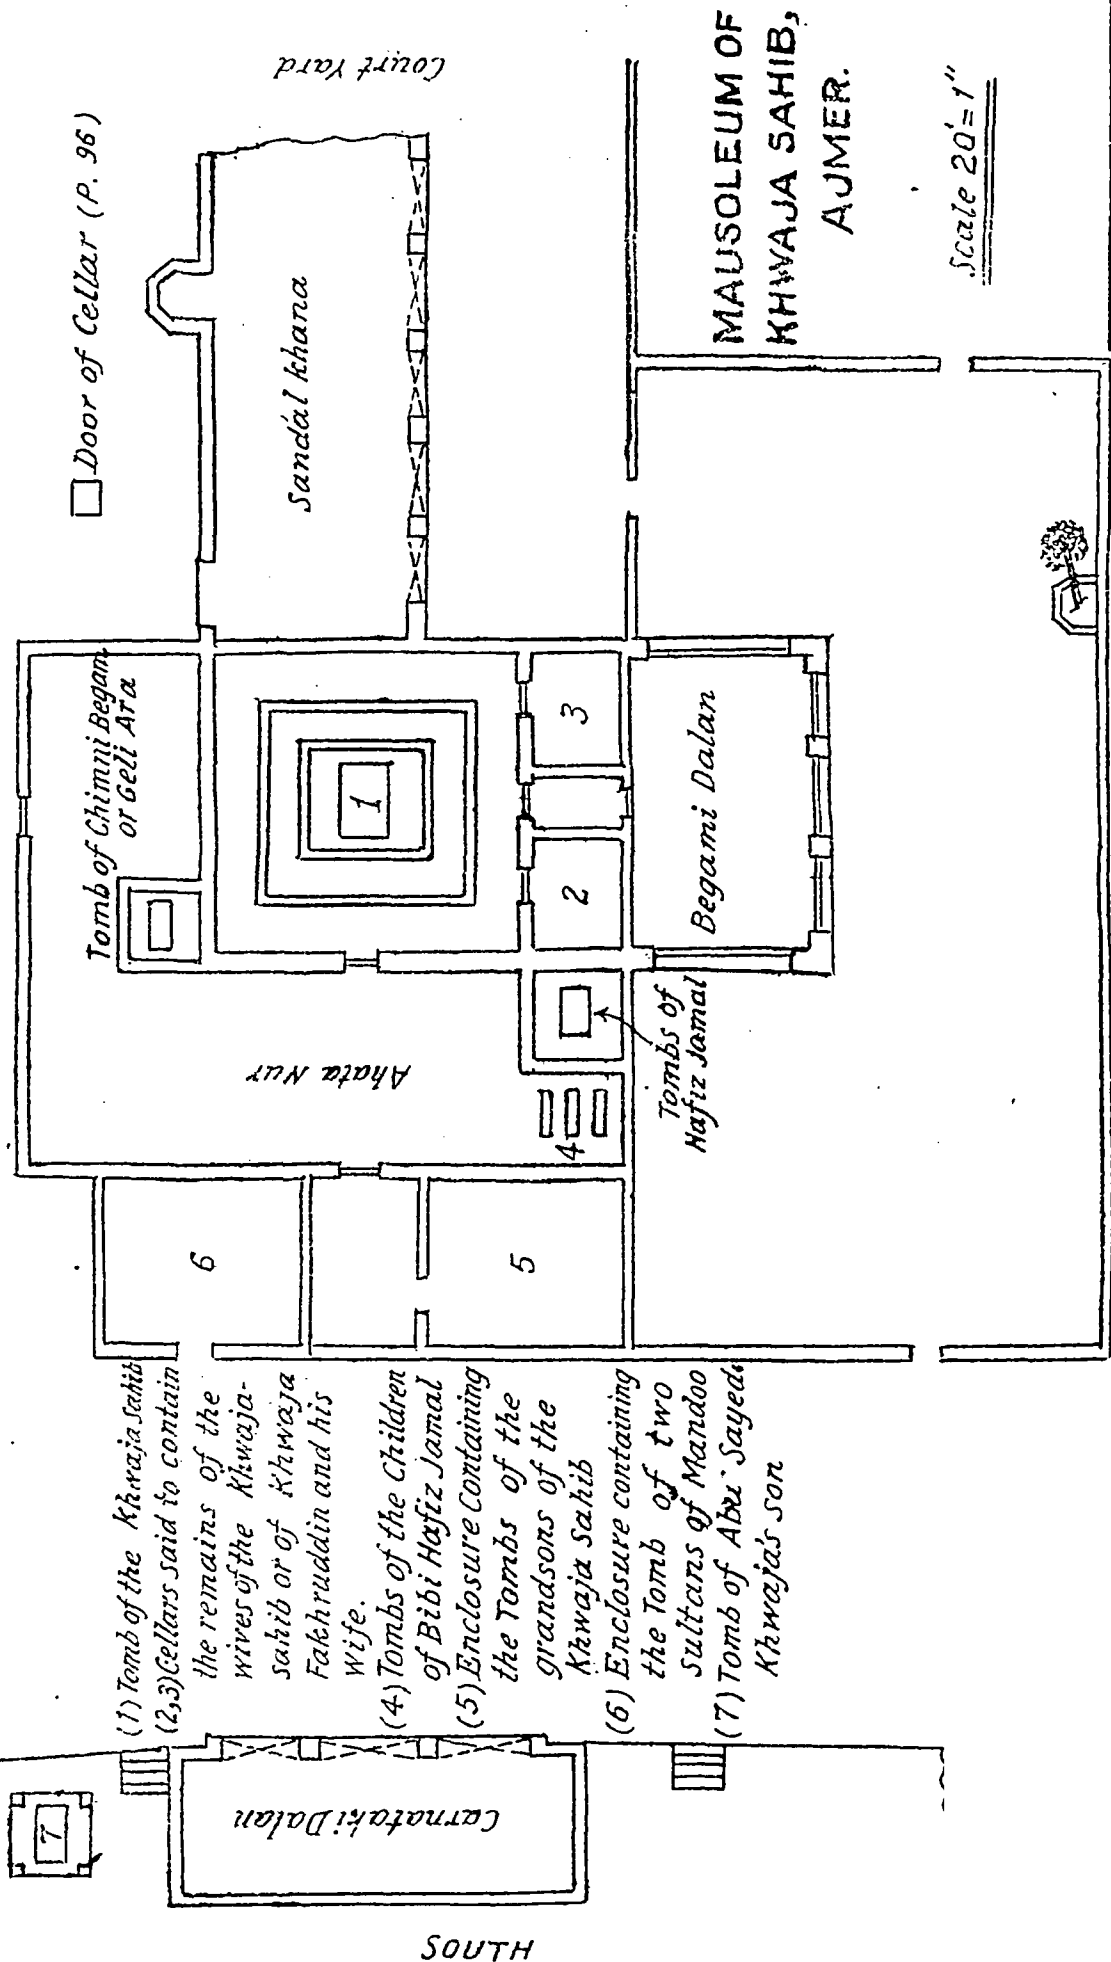 MAUSOLEUM OF
KHWAJA SAHIB,
AJMER.
Scale 20'= 1"
Court Yard
Door of Cellar (P. 96)
Sandal khana
Tomb of Chimni Begam
or Gell Ara
1
2
3
Begami Dalan
Ahata Nur
Tombs of
Hafiz Jamal
4
5
6
(1) Tomb of the Khwaja Sahib
(2,3) Cellars said to contain
the remains of the
wives of the Khwaja-
sahib or of Khwaja
Fakhruddin and his
wife.
(4) Tombs of the Children
of Bibi Hafiz Jamal
(5) Enclosure Containing
the Tombs of the
grandsons of the
Khwaja Sahib
(6) Enclosure containing
the Tomb of two
sultans of Mandoo
(7) Tomb of Abu Sayed.
Khwaja's son
7
Carnataki Dalan
SOUTH